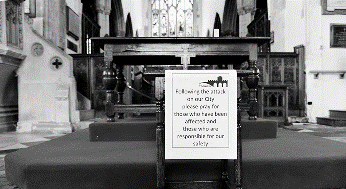 Following the attack
on our City
please pray for
those who have been
affected and
those who are
responsible for our
safety